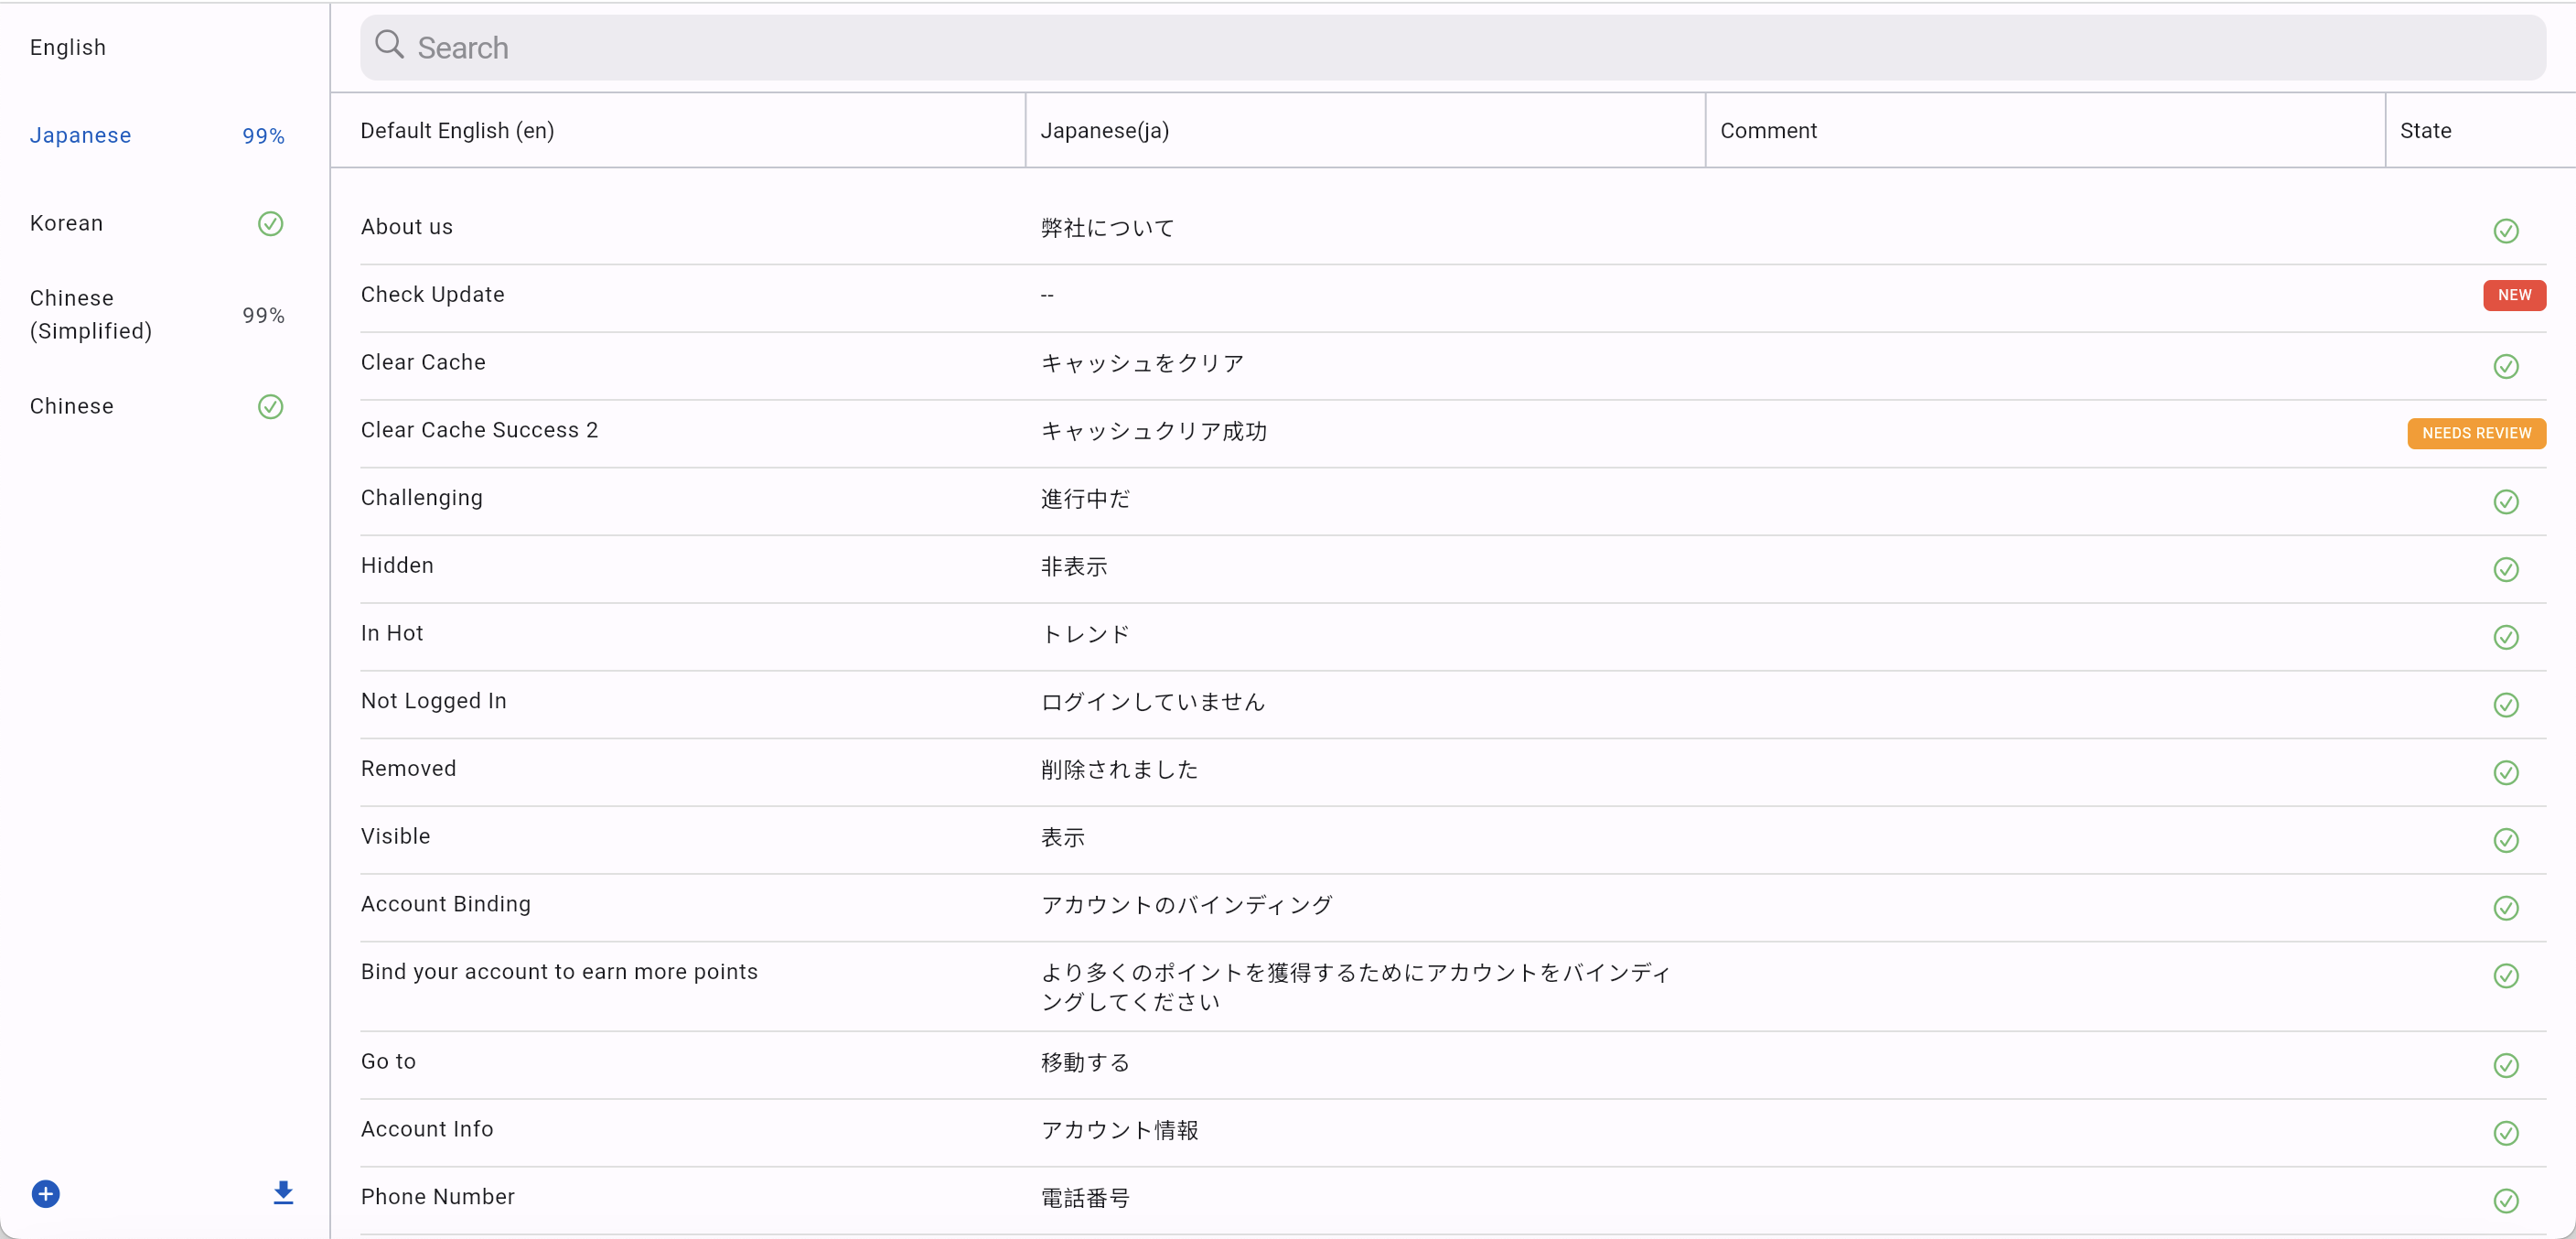 English
Japanese 99%
Korean
Chinese
(Simplified) 99%
Chinese
Search
Default English (en) Japanese(ja) Comment State
About us 弊社について
Check Update -- NEW
Clear Cache キャッシュをクリア
Clear Cache Success 2 キャッシュクリア成功 NEEDS REVIEW
Challenging 進行中だ
Hidden 非表示
In Hot トレンド
Not Logged In ログインしていません
Removed 削除されました
Visible 表示
Account Binding アカウントのバインディング
Bind your account to earn more points より多くのポイントを獲得するためにアカウントをバインディ
ングしてください
Go to 移動する
Account Info アカウント情報
Phone Number 電話番号